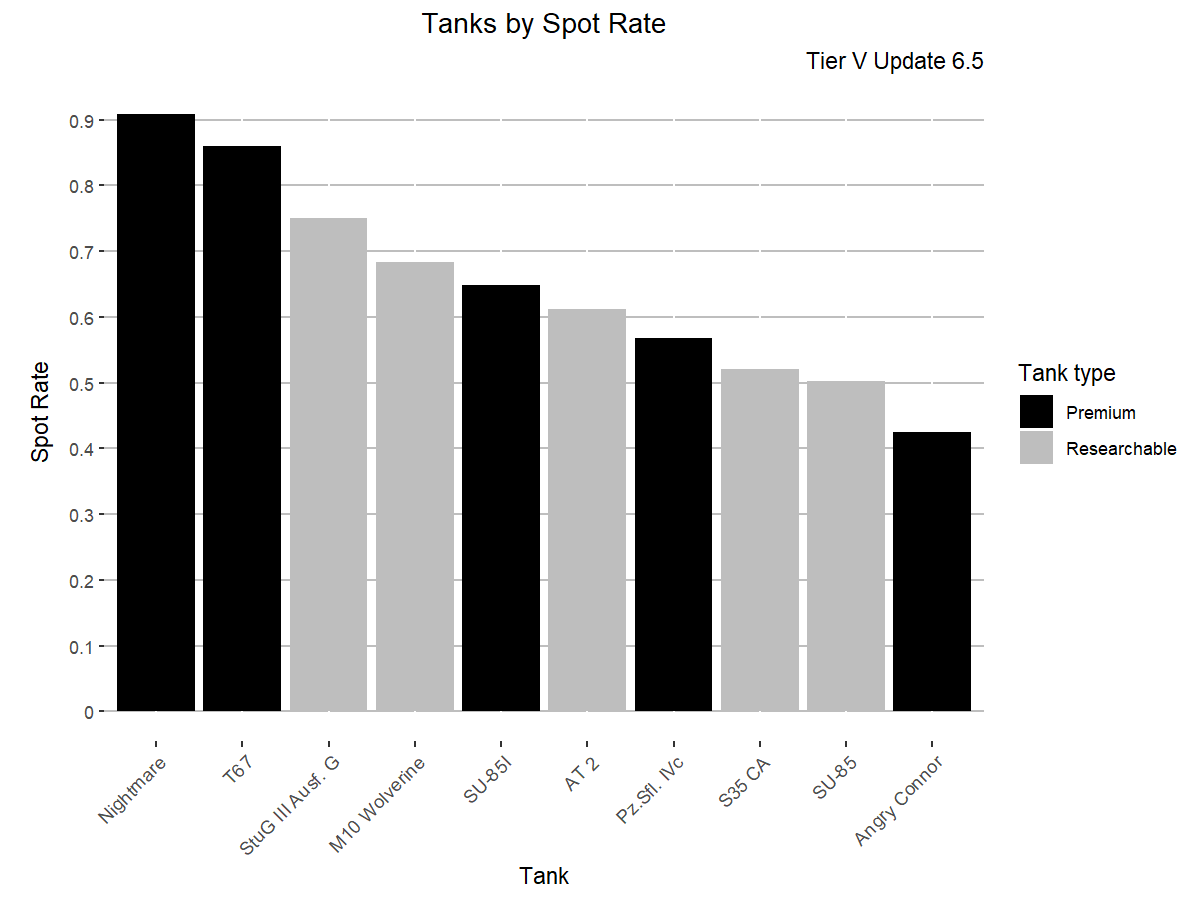 Tanks by Spot Rate
Tier V Update 6.5
Spot Rate
0.9
0.8
0.7
0.6
0.5
0.4
0.3
0.2
0.1
0
Nightmare
T67
StuG III Ausf. G
M10 Wolverine
SU-85I
AT 2
Pz.Sfl. IVc
S35 CA
SU-85
Angry Connor
Tank
Tank type
Premium
Researchable